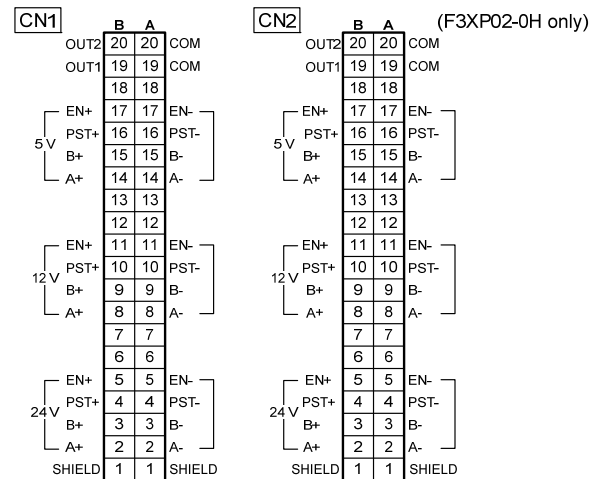 CN1 B A CN2 B A (F3XP02-0H only)
OUT2 20 20 COM OUT2 20 20 COM
OUT1 19 19 COM OUT1 19 19 COM
18 18 18 18
EN+ 17 17 EN- EN+ 17 17 EN-
PST+ 16 16 PST- PST+ 16 16 PST-
5 V 5 V
B+ 15 15 B- B+ 15 15 B-
A+ 14 14 A- A+ 14 14 A-
13 13 13 13
12 12 12 12
EN+ 11 11 EN- EN+ 11 11 EN-
PST+ 10 10 PST- PST+ 10 10 PST-
12 V 12 V
B+ 9 9 B- B+ 9 9 B-
A+ 8 8 A- A+ 8 8 A-
7 7 7 7
6 6 6 6
EN+ 5 5 EN- EN+ 5 5 EN-
PST+ 4 4 PST- PST+ 4 4 PST-
24 V 24 V
B+ 3 3 B- B+ 3 3 B-
A+ 2 2 A- A+ 2 2 A-
SHIELD 1 1 SHIELD SHIELD 1 1 SHIELD